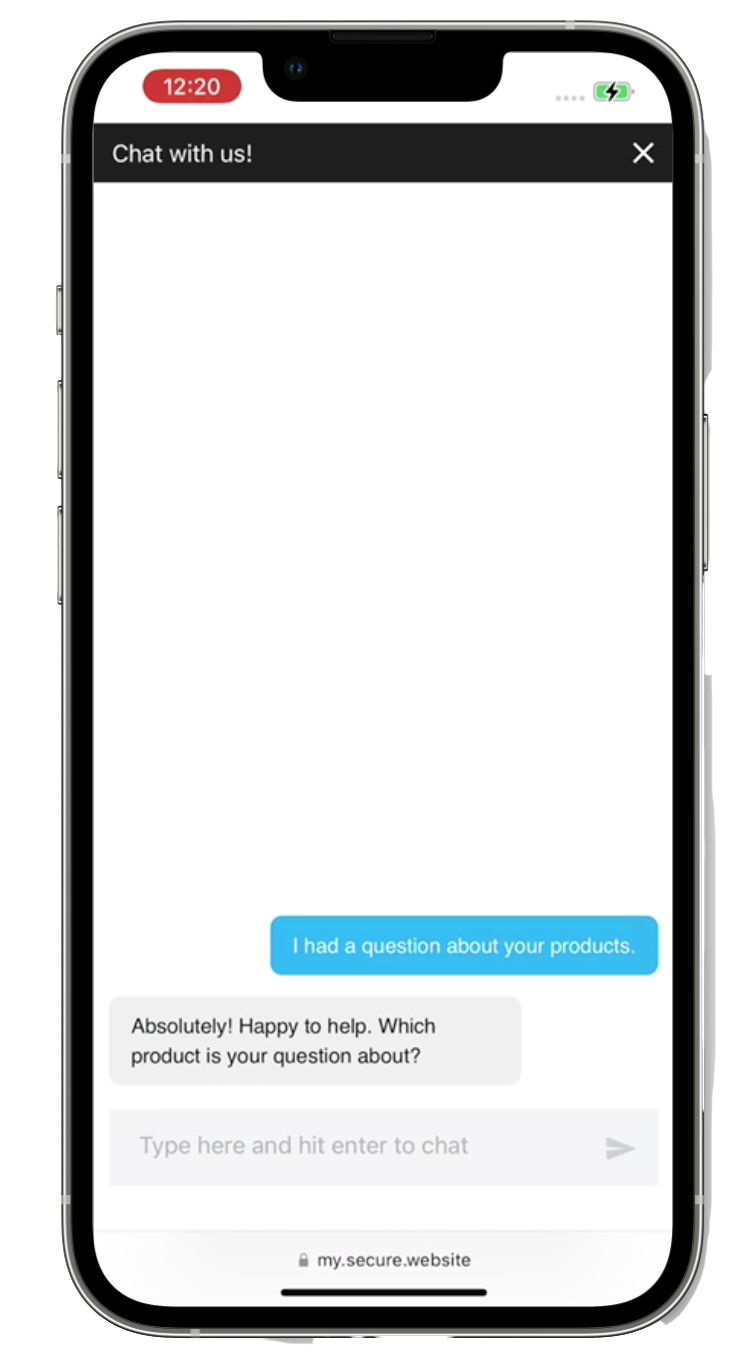 12:20
Chat with us!
I had a question about your products.
Absolutely! Happy to help. Which
product is your question about?
Type here and hit enter to chat
my.secure.website